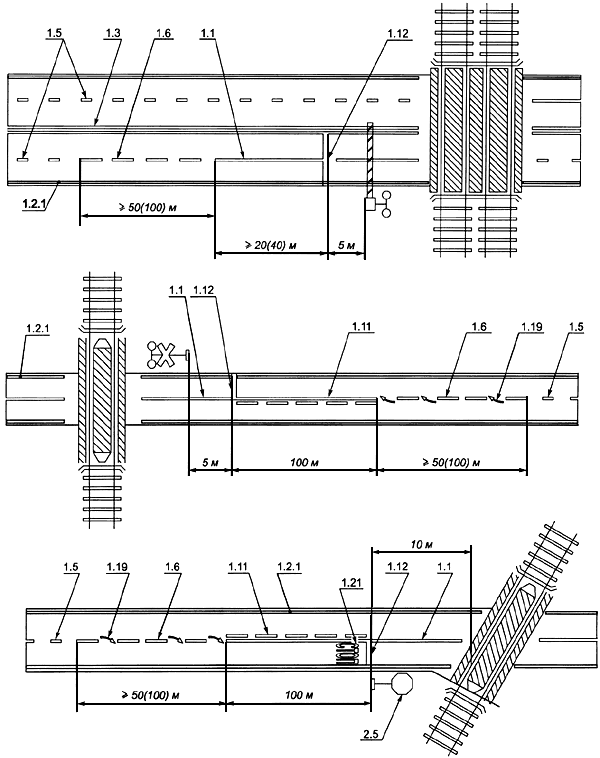 1.5 1.3 1.6 1.1 1.12
1.2.1
⩾ 50(100) м
⩾ 20(40) м 5 м
1.1 1.12
1.2.1 1.11 1.6 1.19 1.5
5 м 100 м ⩾ 50(100) м
10 м
1.5 1.19 1.6 1.11 1.2.1 1.21 1.12 1.1
⩾ 50(100) м 100 м
2.5